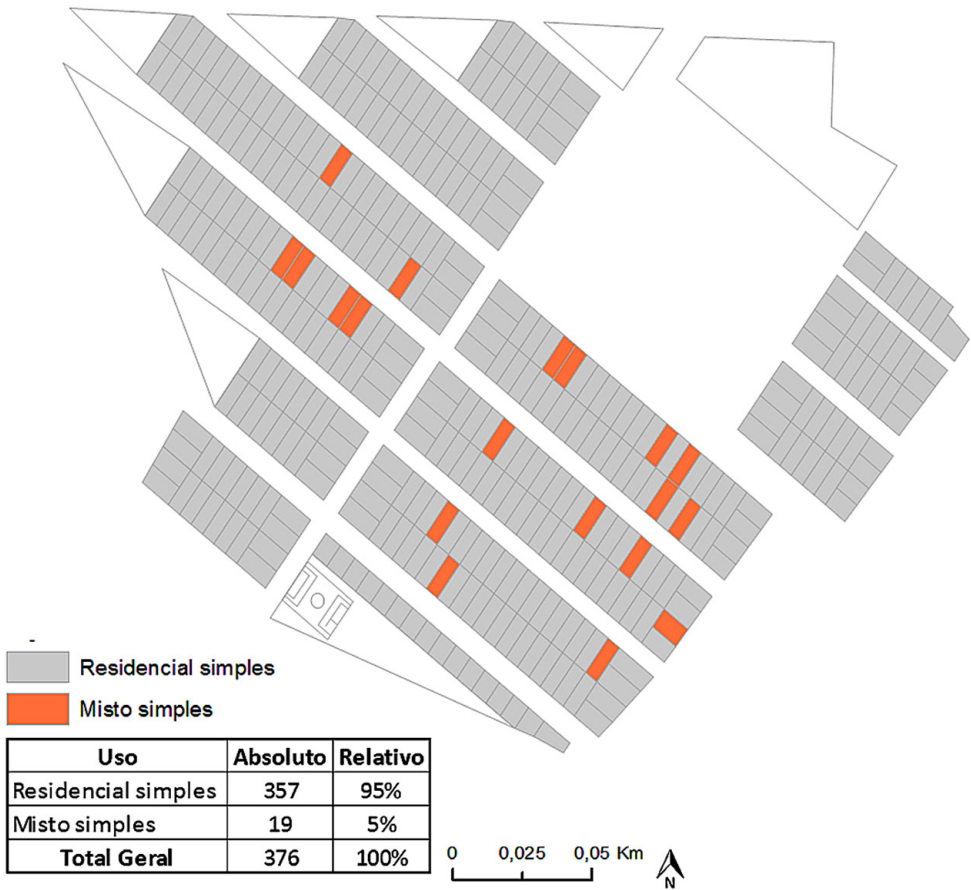 Residencial simples
Misto simples
Uso Absoluto Relativo
Residencial simples 357 95%
Misto simples 19 5%
Total Geral 376 100%
0 0,025 0,05 Km
N